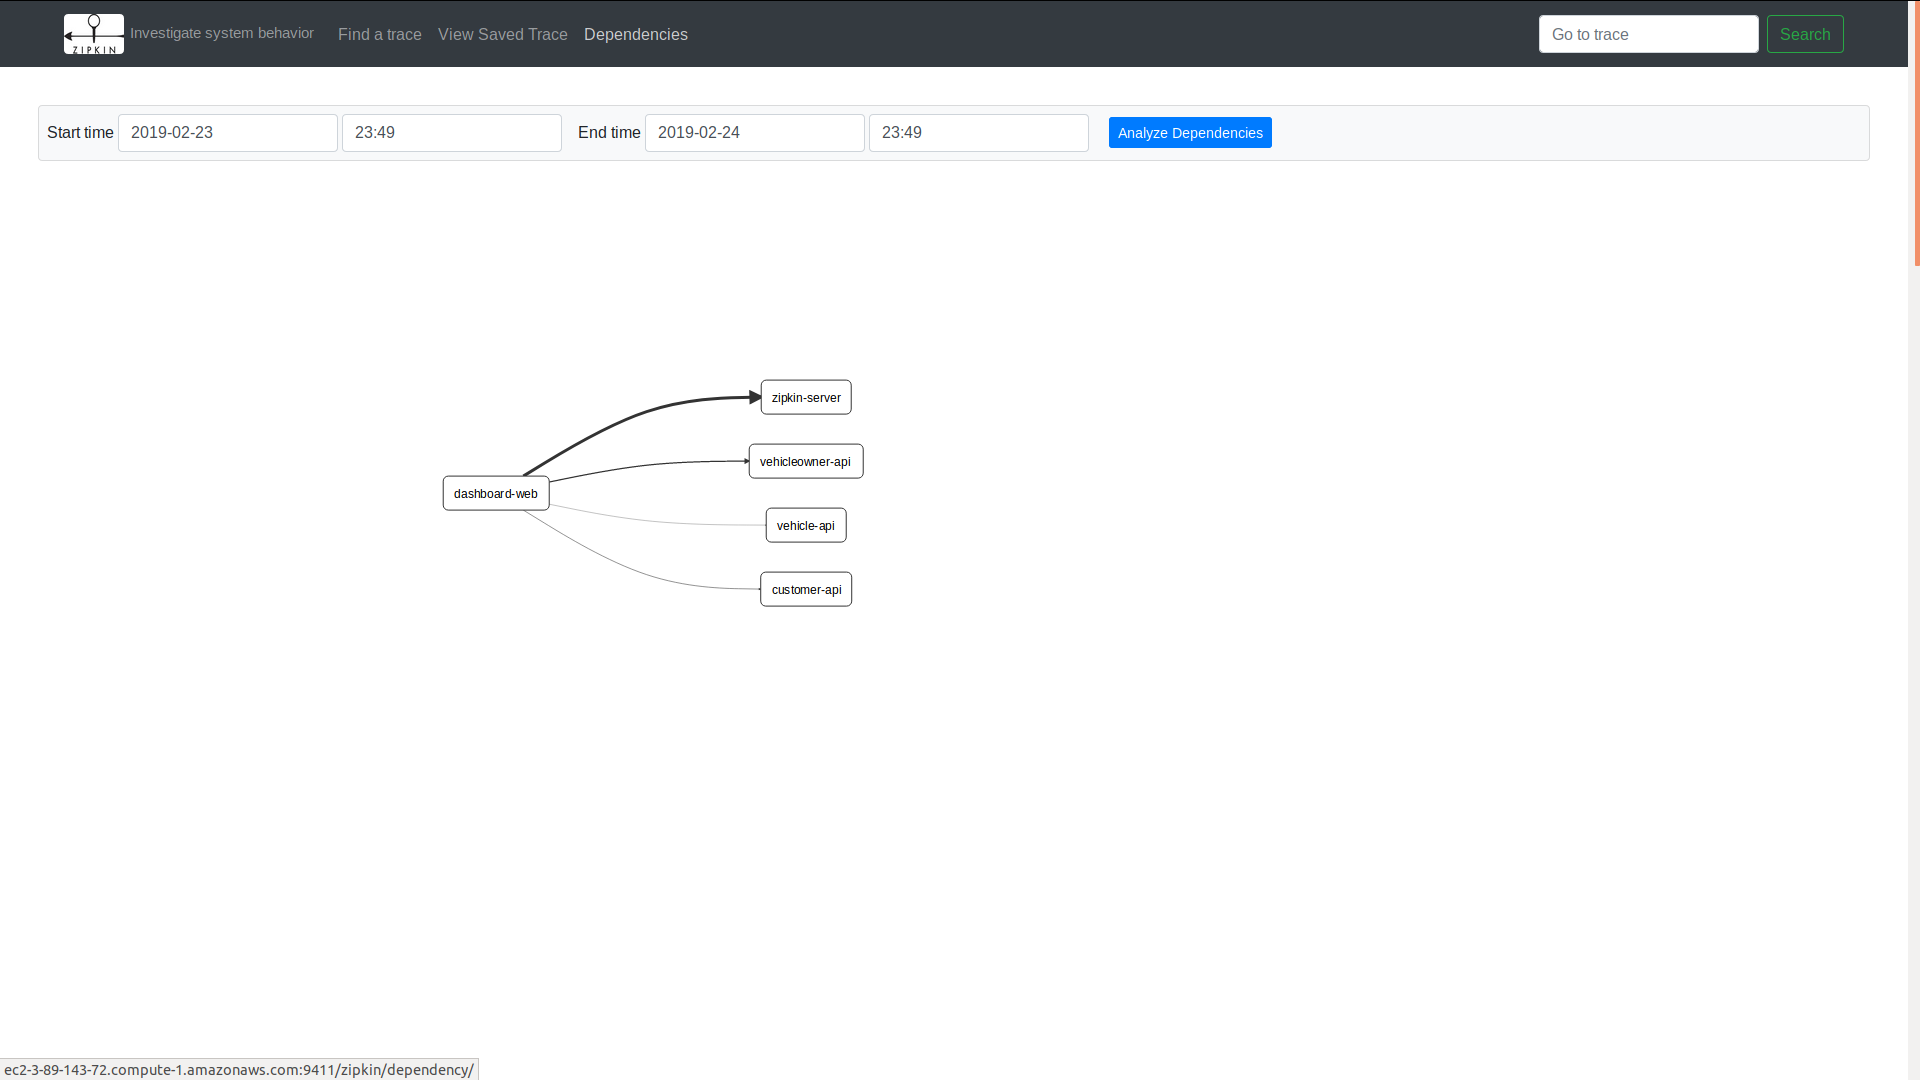 ZIPKIN Investigate system behavior Find a trace View Saved Trace Dependencies Go to trace Search
Start time 2019-02-23 23:49 End time 2019-02-24 23:49 Analyze Dependencies
zipkin-server
vehicleowner-api
dashboard-web
vehicle-api
customer-api
ec2-3-89-143-72.compute-1.amazonaws.com:9411/zipkin/dependency/